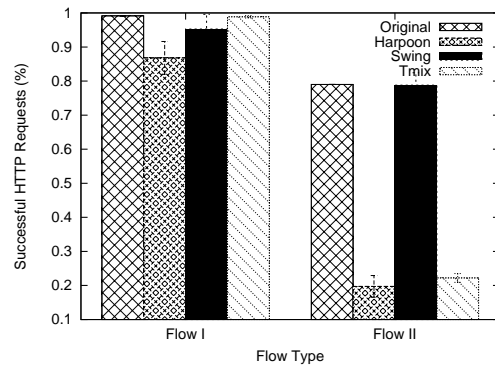 Successful HTTP Requests (%)
1
0.9
0.8
0.7
0.6
0.5
0.4
0.3
0.2
0.1
Original
Harpoon
Swing
Tmix
Flow I
Flow II
Flow Type